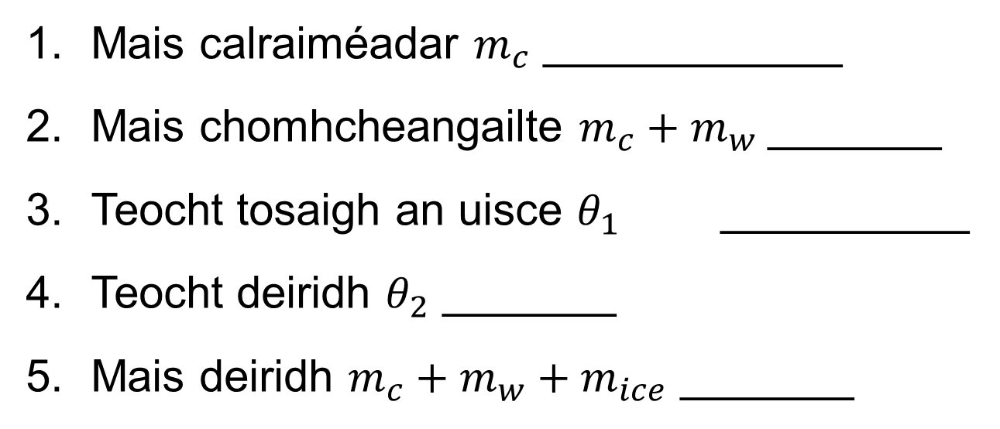 1. Mais calraiméadar $m_c$ ____________
2. Mais chomhcheangailte $m_c + m_w$ _______
3. Teocht tosaigh an uisce $\theta_1$ __________
4. Teocht deiridh $\theta_2$ _______
5. Mais deiridh $m_c + m_w + m_{ice}$ _______